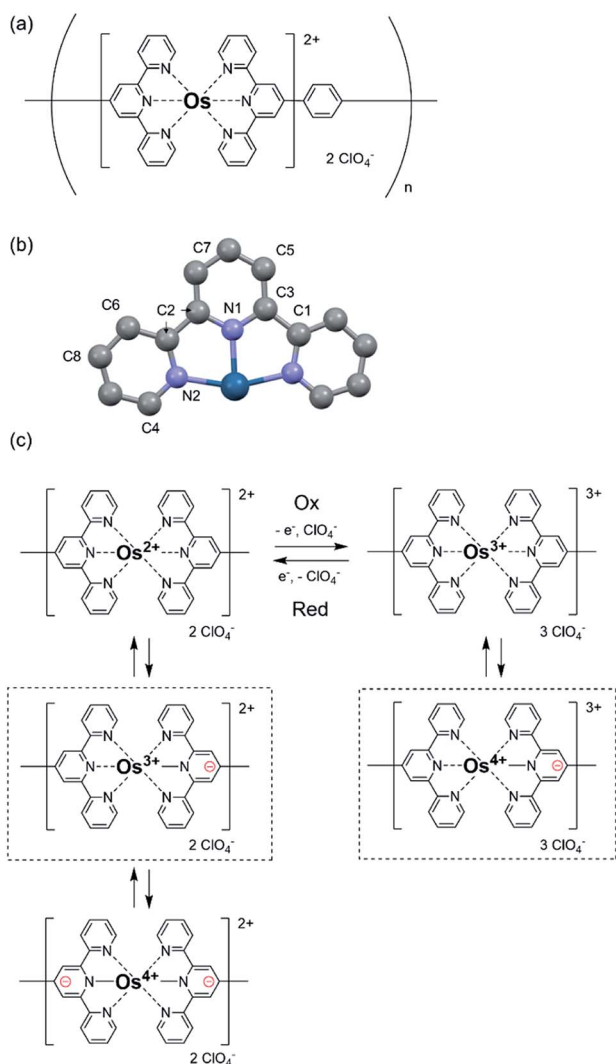 (a)
2+
N N
N Os N
N N
2 ClO₄⁻
n
(b)
C7 C5
C6 C2 N1 C3 C1
C8
N2
C4
(c)
2+ 3+
Ox
N N N N
- e⁻, ClO₄⁻
N Os²⁺ N N Os³⁺ N
e⁻, - ClO₄⁻
N N N N
Red
2 ClO₄⁻ 3 ClO₄⁻
2+ 3+
N N N N
N Os³⁺ N ⊖ N Os⁴⁺ N ⊖
N N N N
2 ClO₄⁻ 3 ClO₄⁻
2+
N N
⊖ N Os⁴⁺ N ⊖
N N
2 ClO₄⁻